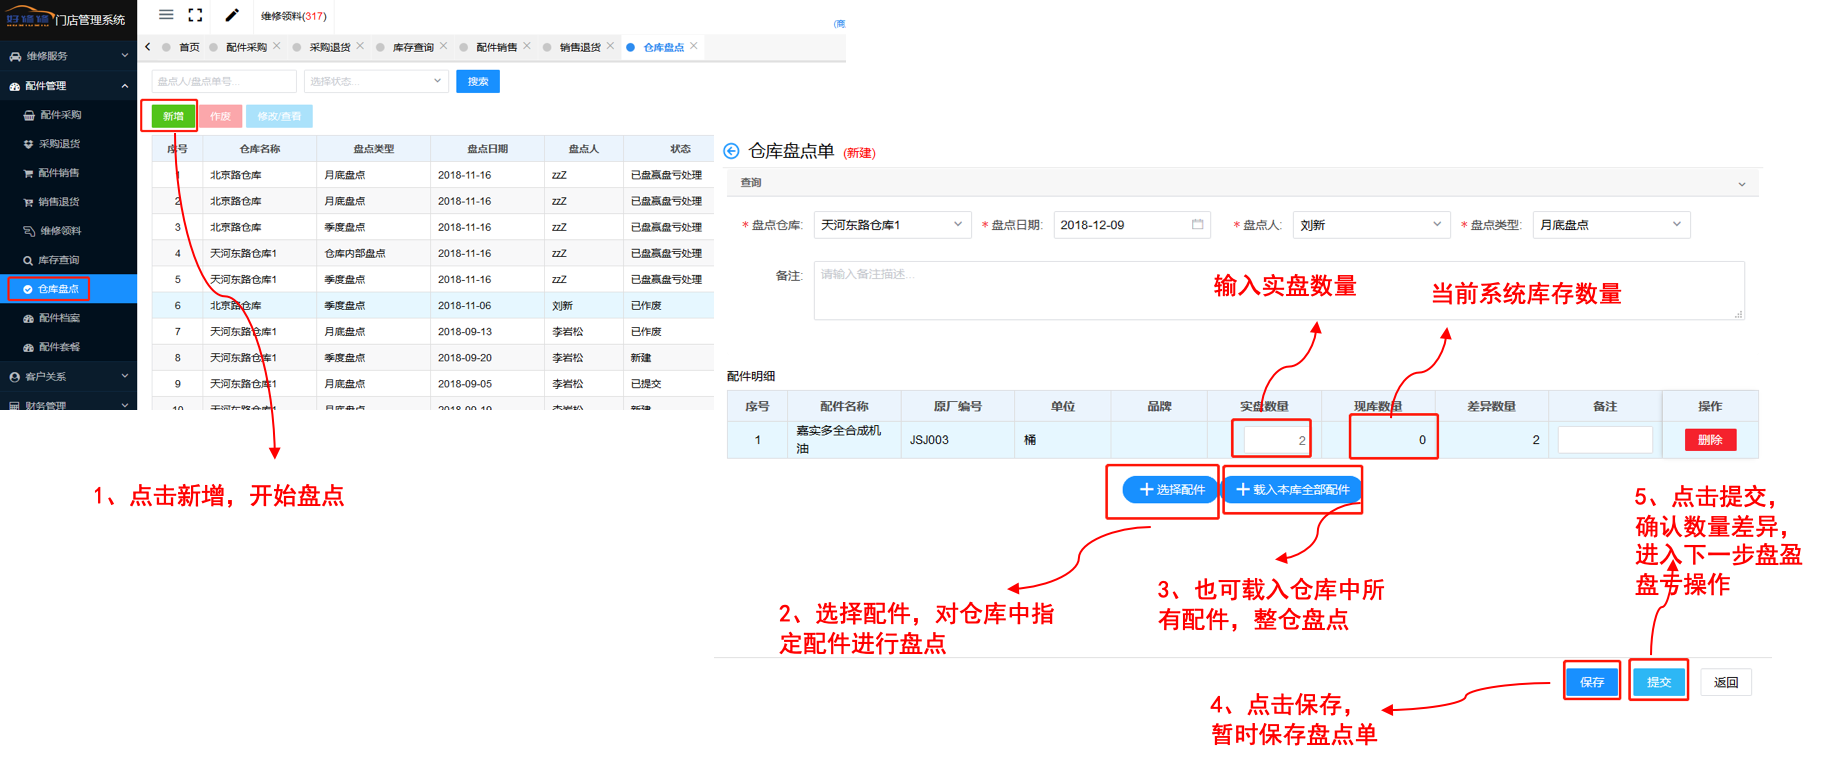 好修修 门店管理系统
维修领料(317)
(商
首页 配件采购 采购退货 库存查询 配件销售 销售退货 仓库盘点
维修服务
配件管理
配件采购
采购退货
配件销售
销售退货
维修领料
库存查询
仓库盘点
配件档案
配件套餐
客户关系
财务管理
盘点人/盘点单号... 选择状态... 搜索
新增 作废 修改/查看
序号 仓库名称 盘点类型 盘点日期 盘点人 状态
1 北京路仓库 月底盘点 2018-11-16 zzZ 已盘赢盘亏处理
2 北京路仓库 月底盘点 2018-11-16 zzZ 已盘赢盘亏处理
3 北京路仓库 季度盘点 2018-11-16 zzZ 已盘赢盘亏处理
4 天河东路仓库1 仓库内部盘点 2018-11-16 zzZ 已盘赢盘亏处理
5 天河东路仓库1 季度盘点 2018-11-16 zzZ 已盘赢盘亏处理
6 北京路仓库 季度盘点 2018-11-06 刘新 已作废
7 天河东路仓库1 月底盘点 2018-09-13 李岩松 已作废
8 天河东路仓库1 季度盘点 2018-09-20 李岩松 新建
9 天河东路仓库1 月底盘点 2018-09-05 李岩松 已提交
10 天河东路仓库1 月底盘点 2018-09-19 李岩松 新建
1、点击新增，开始盘点
仓库盘点单 (新建)
查询
* 盘点仓库: 天河东路仓库1 * 盘点日期: 2018-12-09 * 盘点人: 刘新 * 盘点类型: 月底盘点
备注: 请输入备注描述...
输入实盘数量
当前系统库存数量
配件明细
序号 配件名称 原厂编号 单位 品牌 实盘数量 现库数量 差异数量 备注 操作
1 嘉实多全合成机油 JSJ003 桶 2 0 2 删除
选择配件 载入本库全部配件
2、选择配件，对仓库中指
定配件进行盘点
3、也可载入仓库中所
有配件，整仓盘点
5、点击提交，
确认数量差异，
进入下一步盘盈
盘亏操作
保存 提交 返回
4、点击保存，
暂时保存盘点单